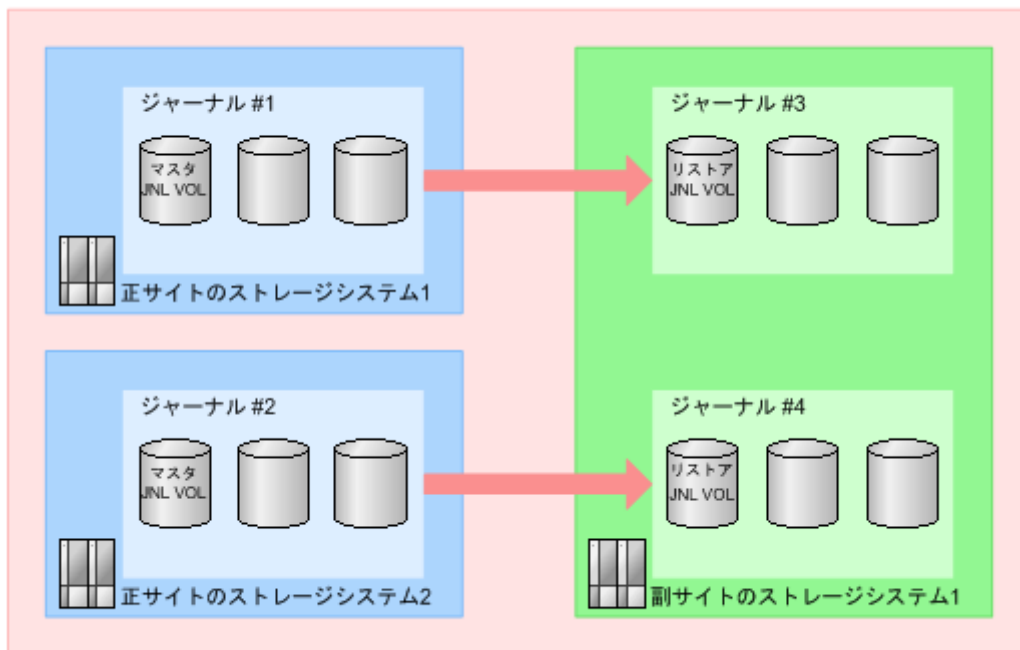 ジャーナル #1
マスタ
JNL VOL
正サイトのストレージシステム1
ジャーナル #2
マスタ
JNL VOL
正サイトのストレージシステム2
ジャーナル #3
リストア
JNL VOL
ジャーナル #4
リストア
JNL VOL
副サイトのストレージシステム1